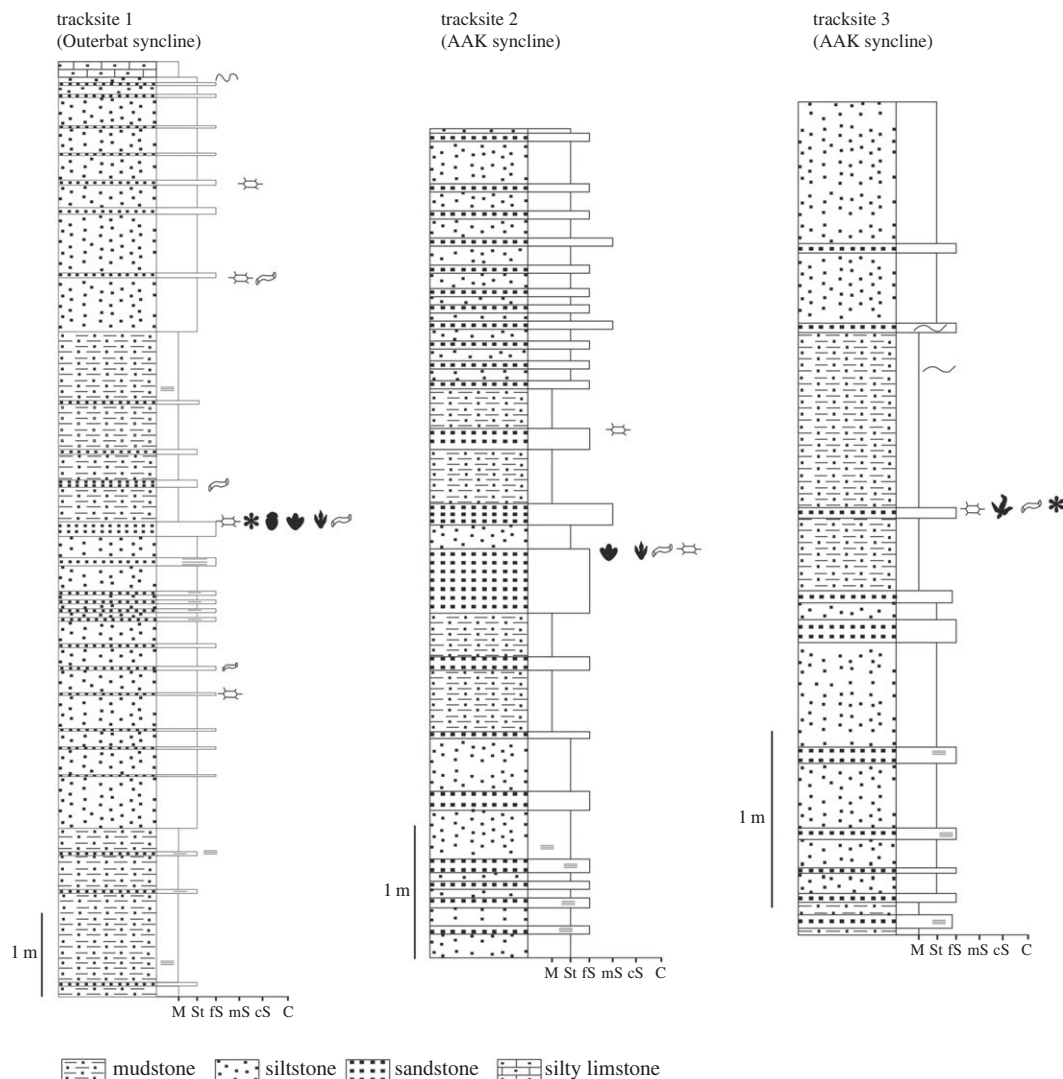 tracksite 1
(Outerbat syncline)
tracksite 2
(AAK syncline)
tracksite 3
(AAK syncline)
1 m
M St fS mS cS C
1 m
M St fS mS cS C
1 m
M St fS mS cS C
mudstone siltstone sandstone silty limstone